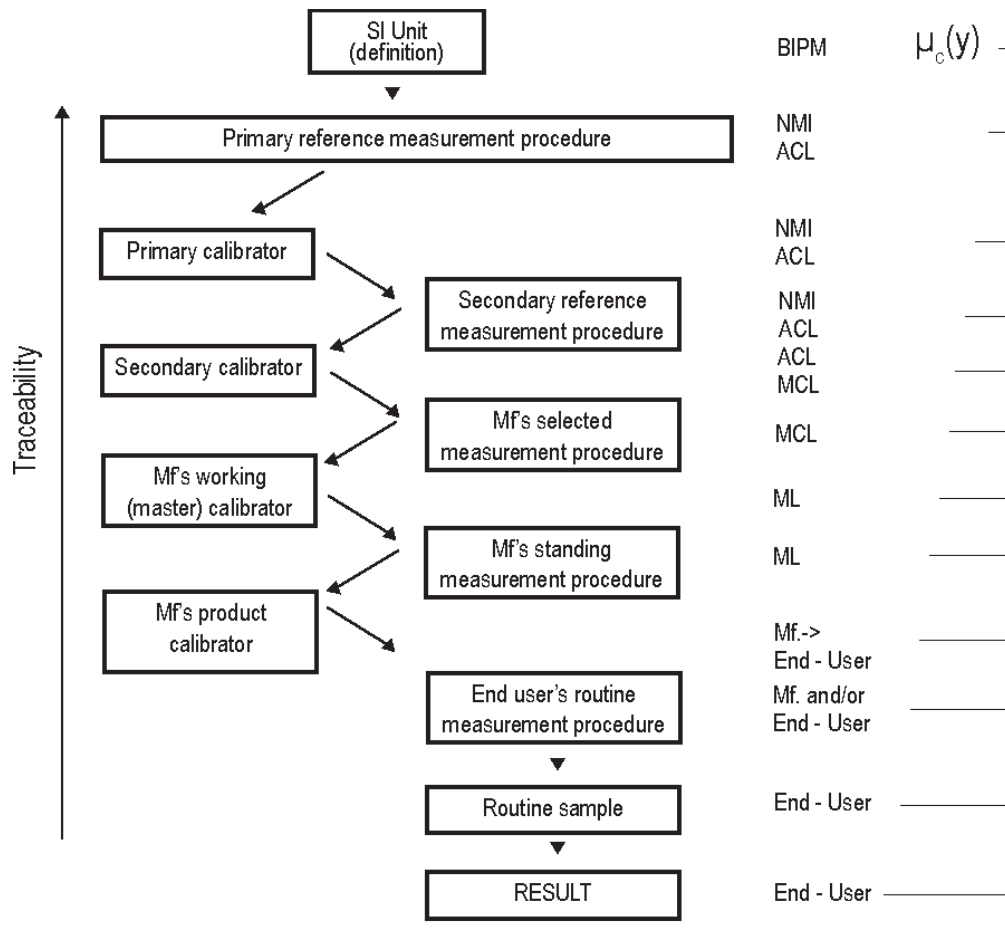 SI Unit
(definition)
BIPM
μc(y)
Primary reference measurement procedure
NMI
ACL
Primary calibrator
NMI
ACL
Secondary reference
measurement procedure
NMI
ACL
Secondary calibrator
ACL
MCL
Mf's selected
measurement procedure
MCL
Mf's working
(master) calibrator
ML
Mf's standing
measurement procedure
ML
Mf's product
calibrator
Mf.->
End - User
End user's routine
measurement procedure
Mf. and/or
End - User
Routine sample
End - User
RESULT
End - User
Traceability